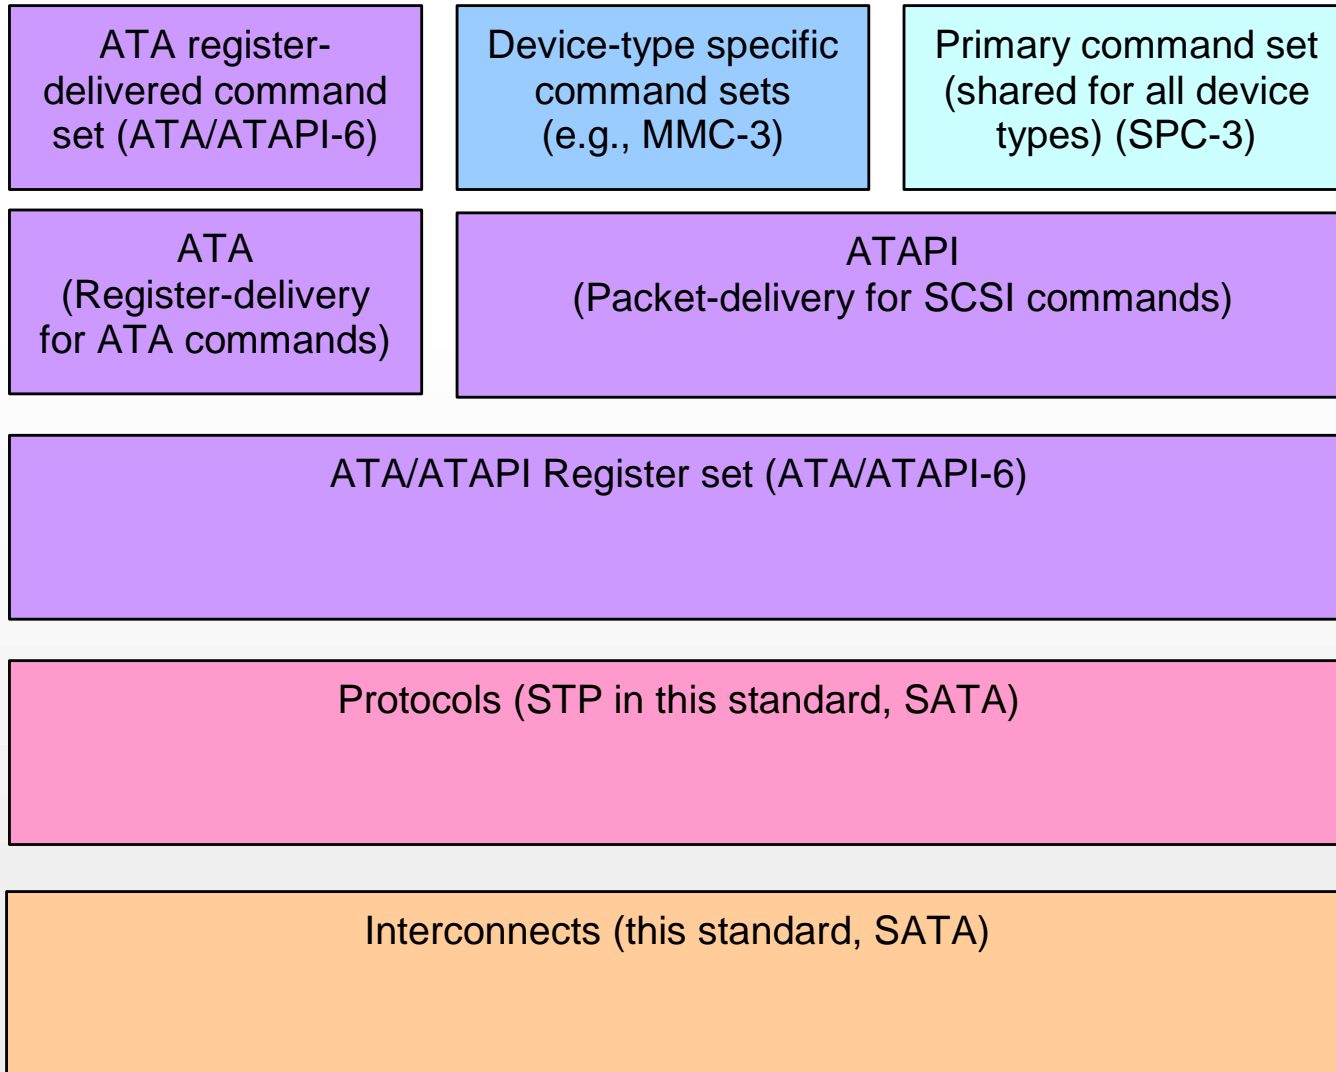 ATA register-
delivered command
set (ATA/ATAPI-6)
Device-type specific
command sets
(e.g., MMC-3)
Primary command set
(shared for all device
types) (SPC-3)
ATA
(Register-delivery
for ATA commands)
ATAPI
(Packet-delivery for SCSI commands)
ATA/ATAPI Register set (ATA/ATAPI-6)
Protocols (STP in this standard, SATA)
Interconnects (this standard, SATA)